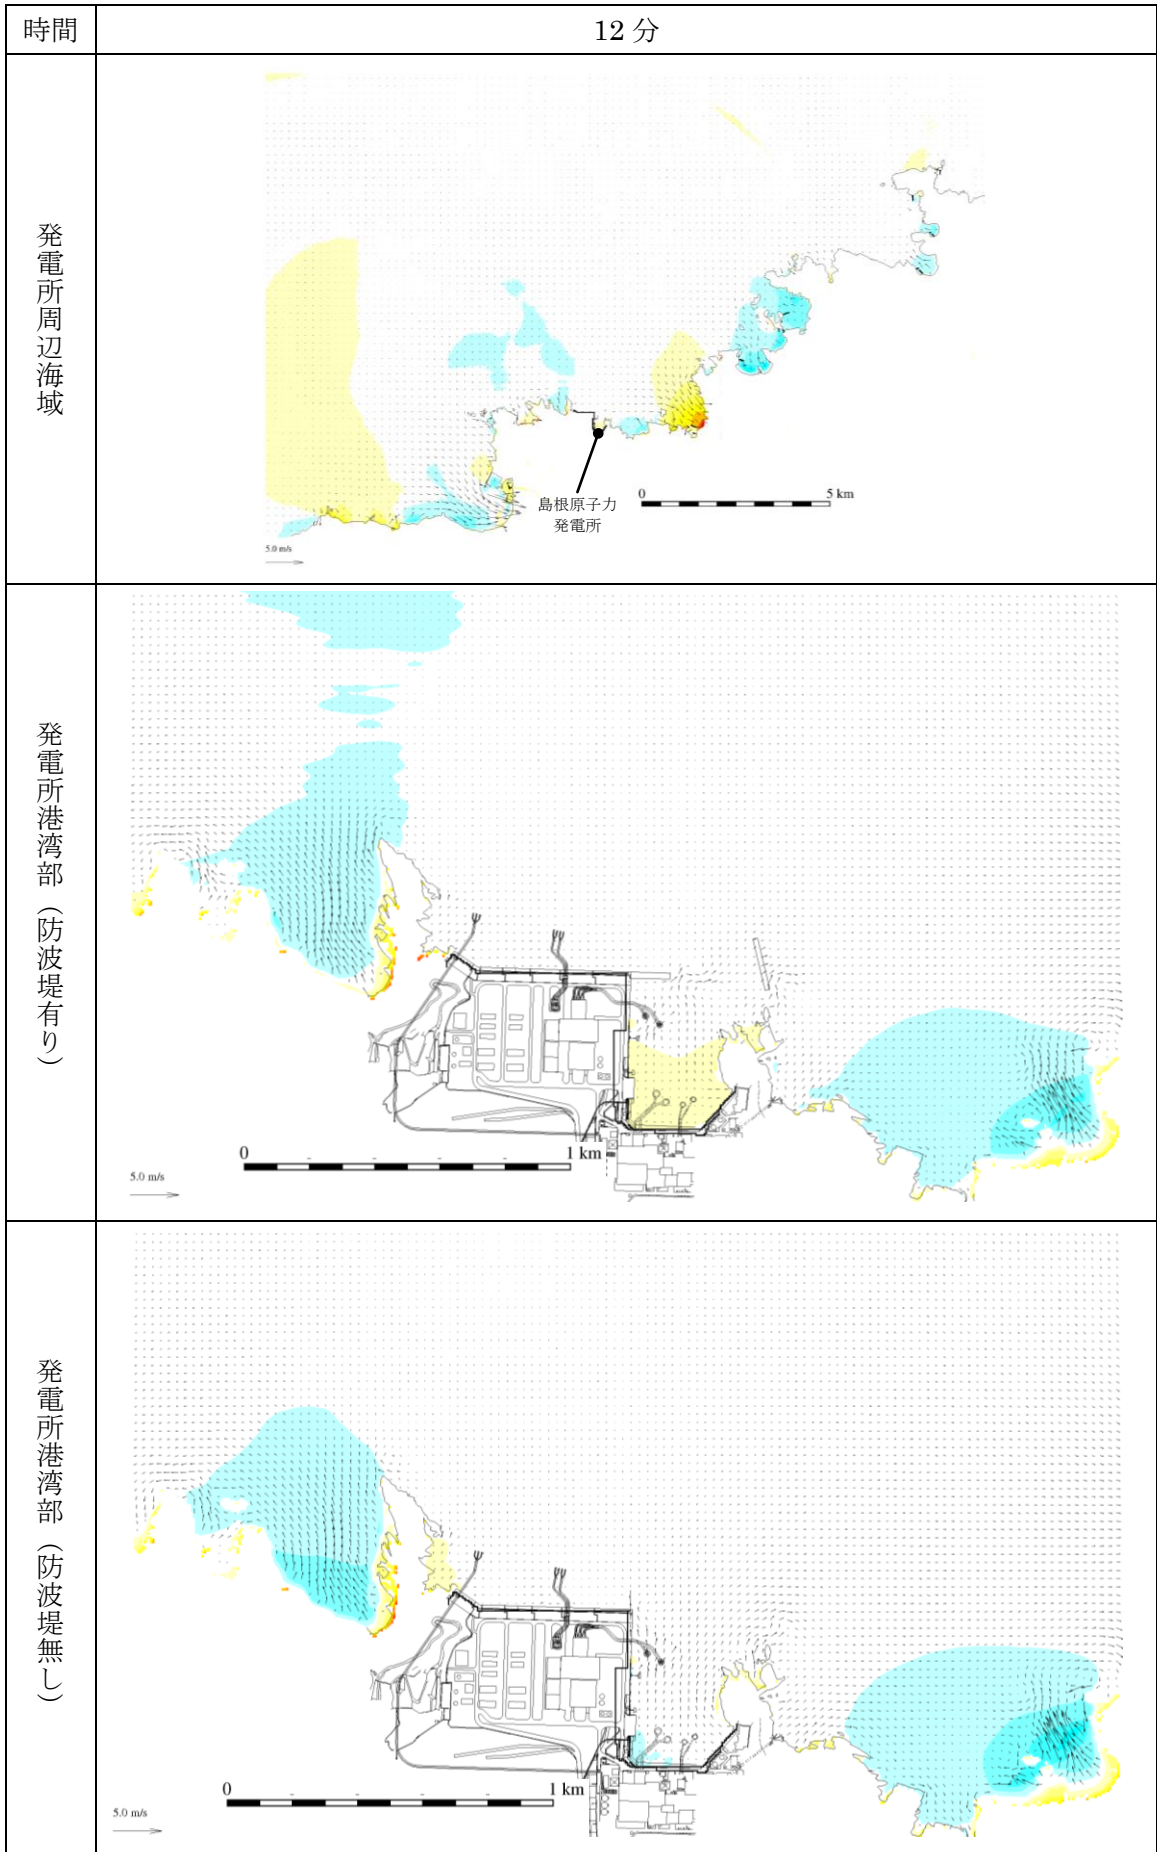 時間
12 分
発電所周辺海域
島根原子力
発電所
0
5 km
5.0 m/s
発電所港湾部（防波堤有り）
0
1 km
5.0 m/s
発電所港湾部（防波堤無し）
0
1 km
5.0 m/s